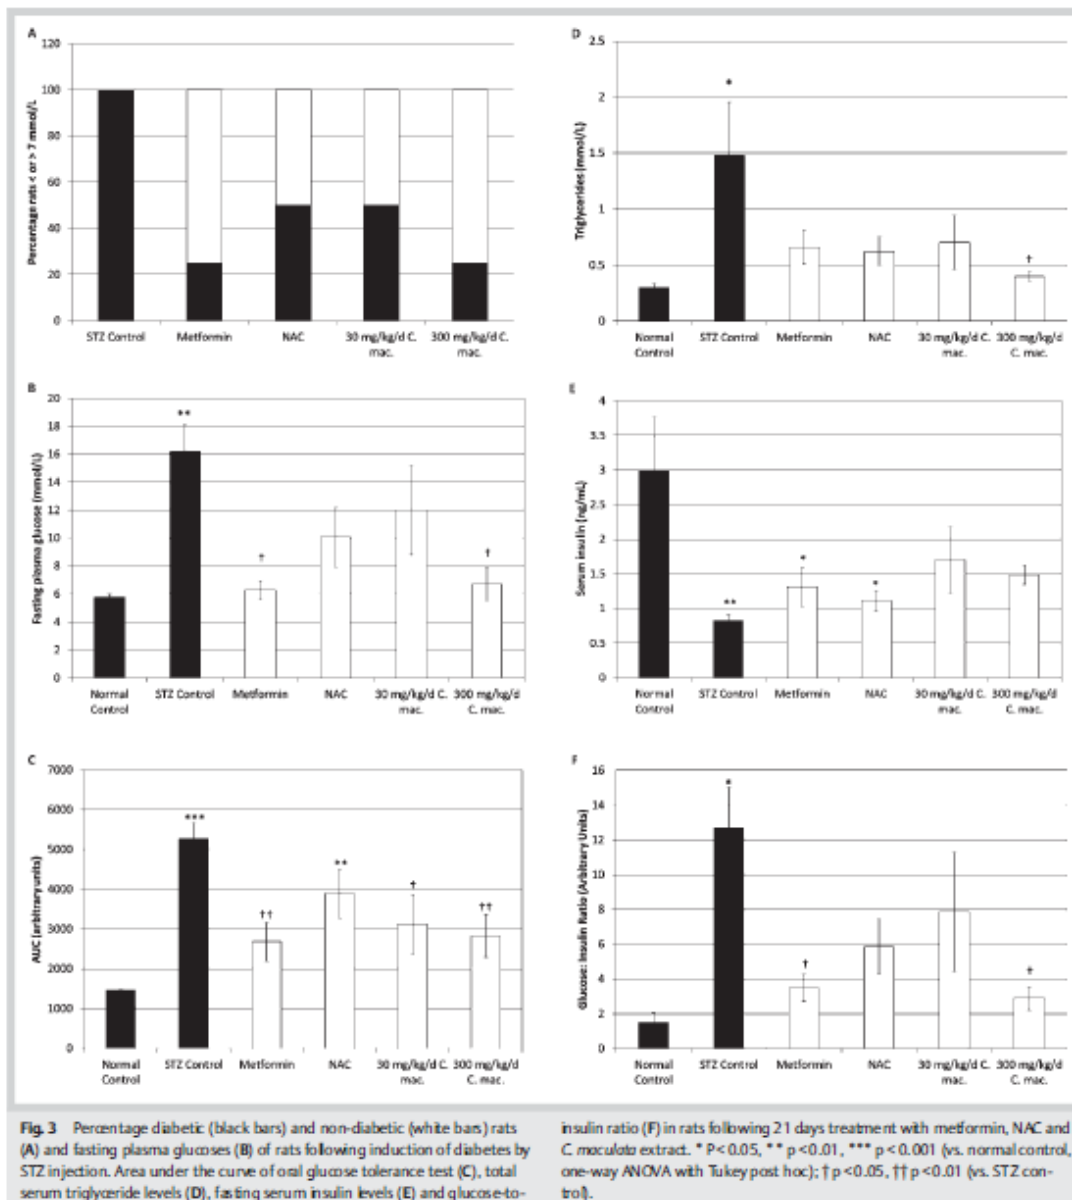 A
120
100
80
60
40
20
0
Percentage rats < or > 7 mmol/L
STZ Control Metformin NAC 30 mg/kg/d C. 300 mg/kg/d
mac. C. mac.
B
20
18
16
14
12
10
8
6
4
2
0
Fasting plasma glucose (mmol/L)
**
†
†
Normal STZ Control Metformin NAC 30 mg/kg/d C. 300 mg/kg/d
Control mac. C. mac.
C
7000
6000
5000
4000
3000
2000
1000
0
AUC (arbitrary units)
***
††
**
†
††
Normal STZ Control Metformin NAC 30 mg/kg/d C. 300 mg/kg/d
Control mac. C. mac.
D
2.5
2
1.5
1
0.5
0
Triglycerides (mmol/L)
*
†
Normal STZ Control Metformin NAC 30 mg/kg/d C. 300 mg/kg/d
Control mac. C. mac.
E
4
3.5
3
2.5
2
1.5
1
0.5
0
Serum insulin (ng/mL)
**
*
*
Normal STZ Control Metformin NAC 30 mg/kg/d C. 300 mg/kg/d
Control mac. C. mac.
F
16
14
12
10
8
6
4
2
0
Glucose: Insulin Ratio (Arbitrary Units)
*
†
†
Normal STZ Control Metformin NAC 30 mg/kg/d C. 300 mg/kg/d
Control mac. C. mac.
Fig. 3 Percentage diabetic (black bars) and non-diabetic (white bars) rats
(A) and fasting plasma glucoses (B) of rats following induction of diabetes by
STZ injection. Area under the curve of oral glucose tolerance test (C), total
serum triglyceride levels (D), fasting serum insulin levels (E) and glucose-to-
insulin ratio (F) in rats following 21 days treatment with metformin, NAC and
C. maculata extract. * P<0.05, ** p<0.01, *** p<0.001 (vs. normal control,
one-way ANOVA with Tukey post hoc); † p<0.05, †† p<0.01 (vs. STZ con-
trol).